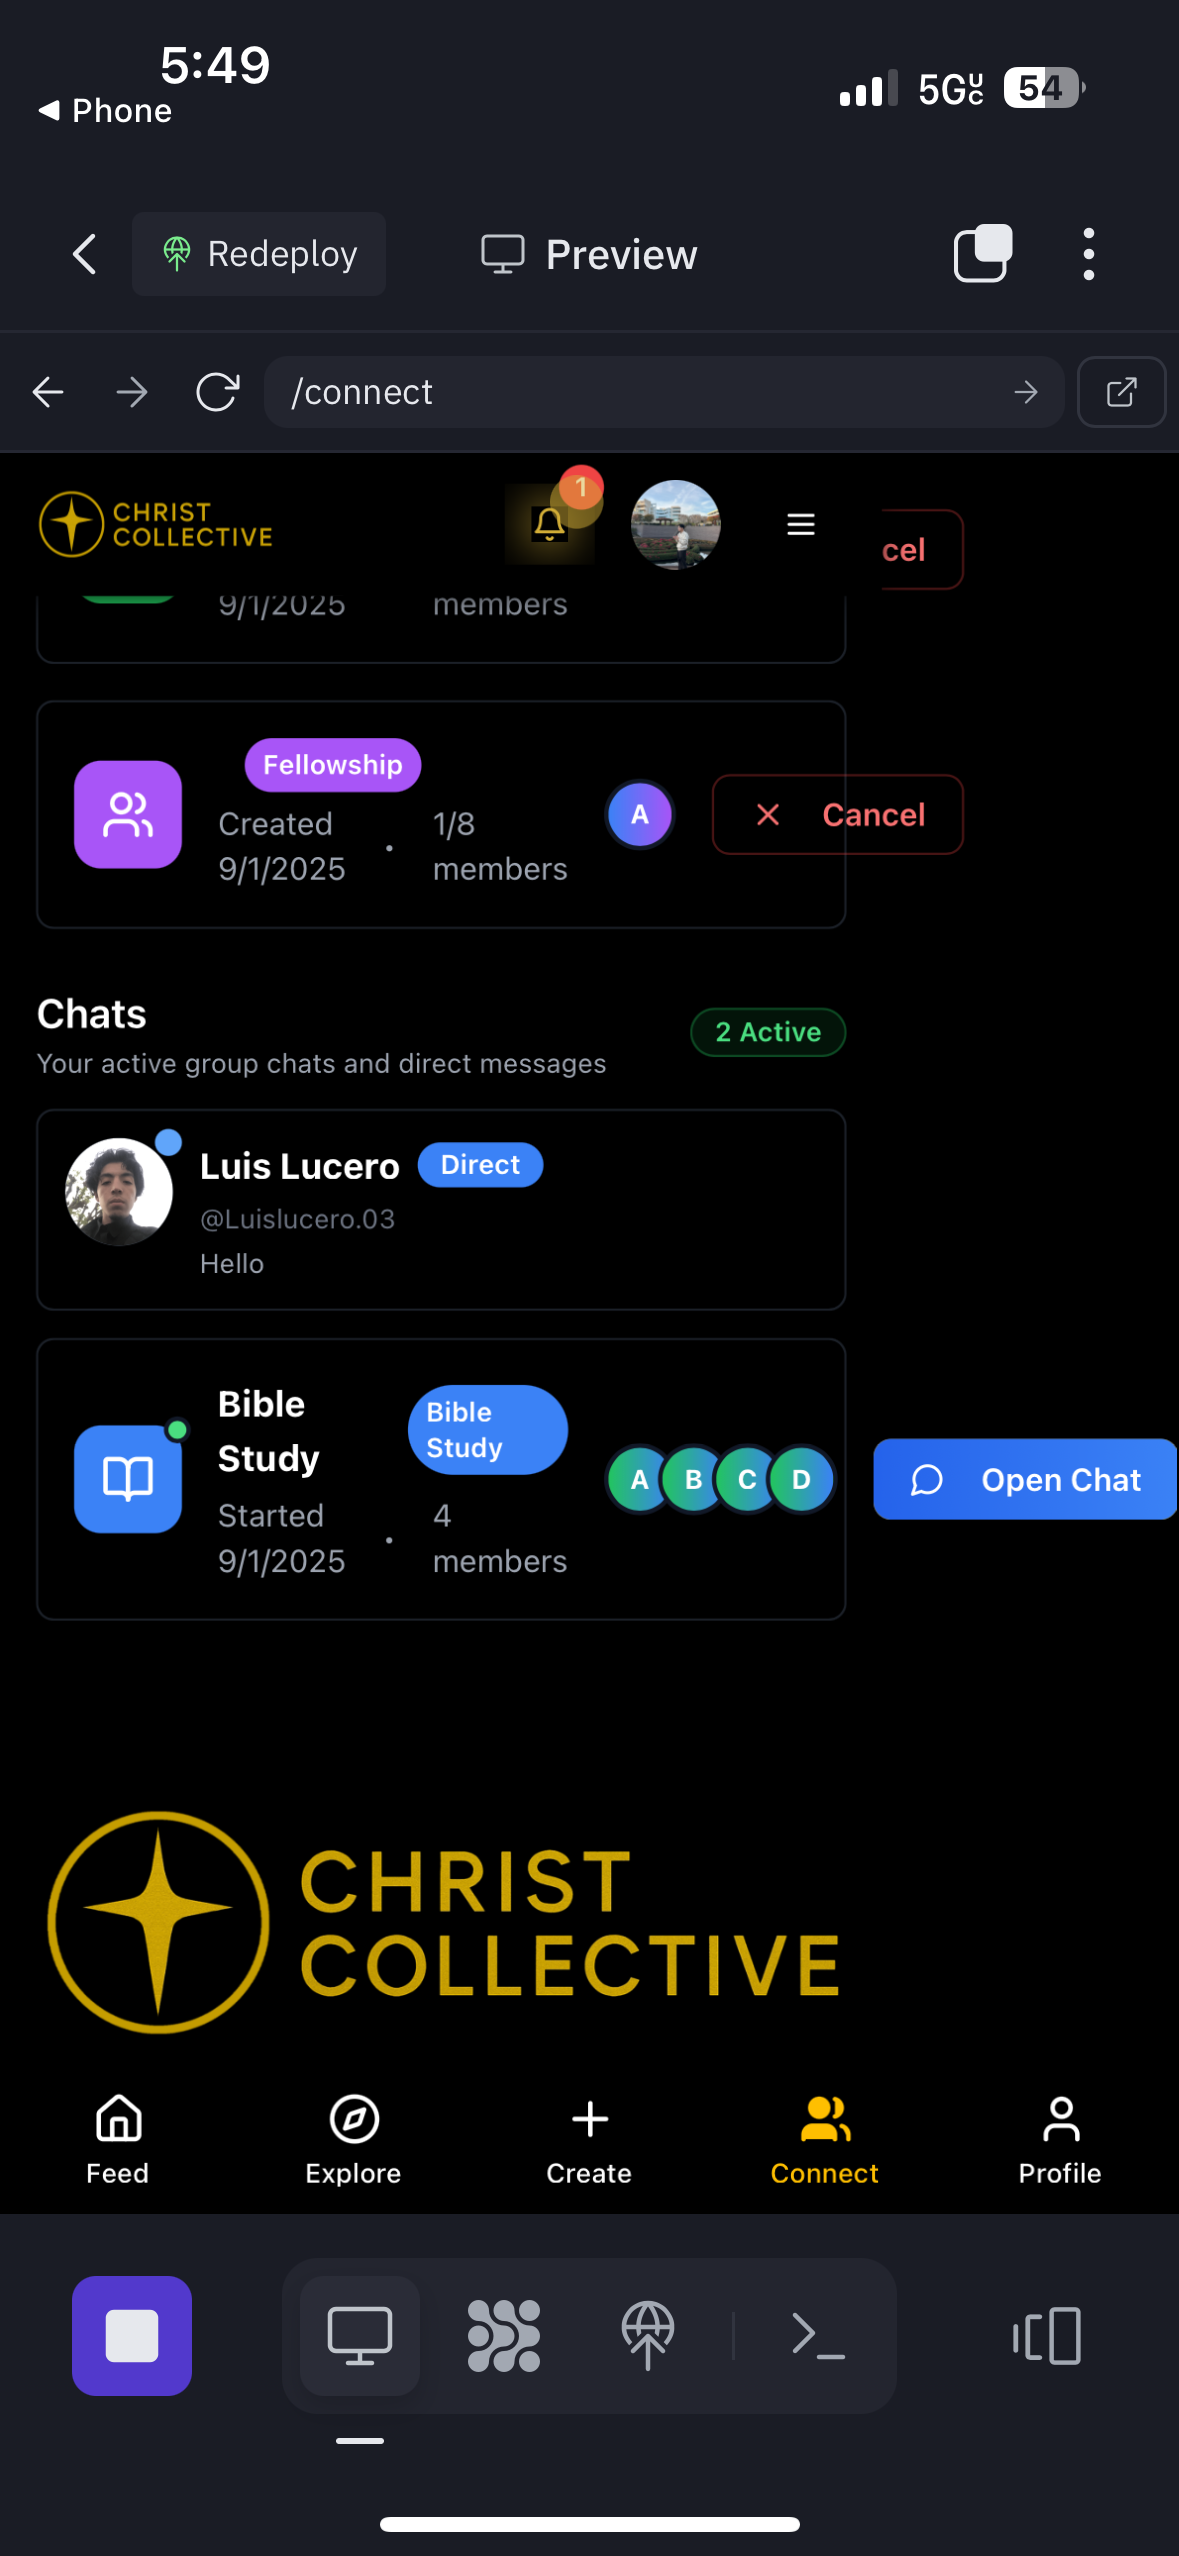 5:49
Phone
5G UC
54
Redeploy
Preview
/connect
CHRIST
COLLECTIVE
1
cel
9/1/2025
members
Fellowship
Created
9/1/2025
•
1/8
members
A
Cancel
Chats
2 Active
Your active group chats and direct messages
Luis Lucero
Direct
@Luislucero.03
Hello
Bible
Study
Bible
Study
Started
9/1/2025
•
4
members
A B C D
Open Chat
CHRIST
COLLECTIVE
Feed
Explore
Create
Connect
Profile